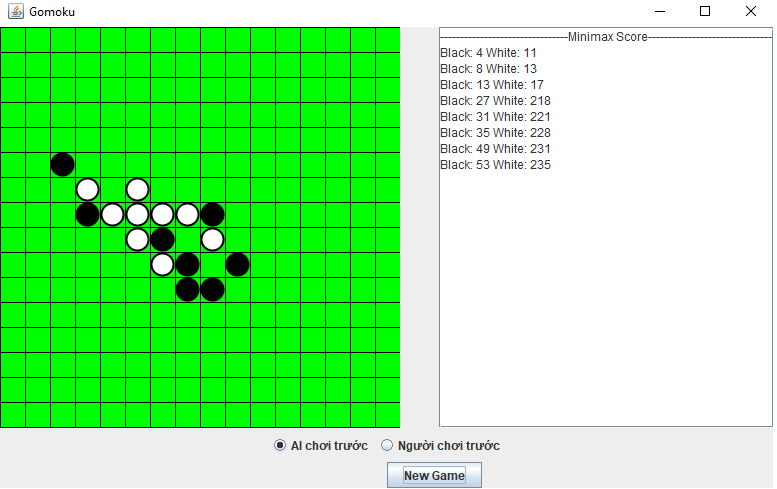 Gomoku
----------------------------------Minimax Score----------------------------------
Black: 4 White: 11
Black: 8 White: 13
Black: 13 White: 17
Black: 27 White: 218
Black: 31 White: 221
Black: 35 White: 228
Black: 49 White: 231
Black: 53 White: 235
AI chơi trước
Người chơi trước
New Game